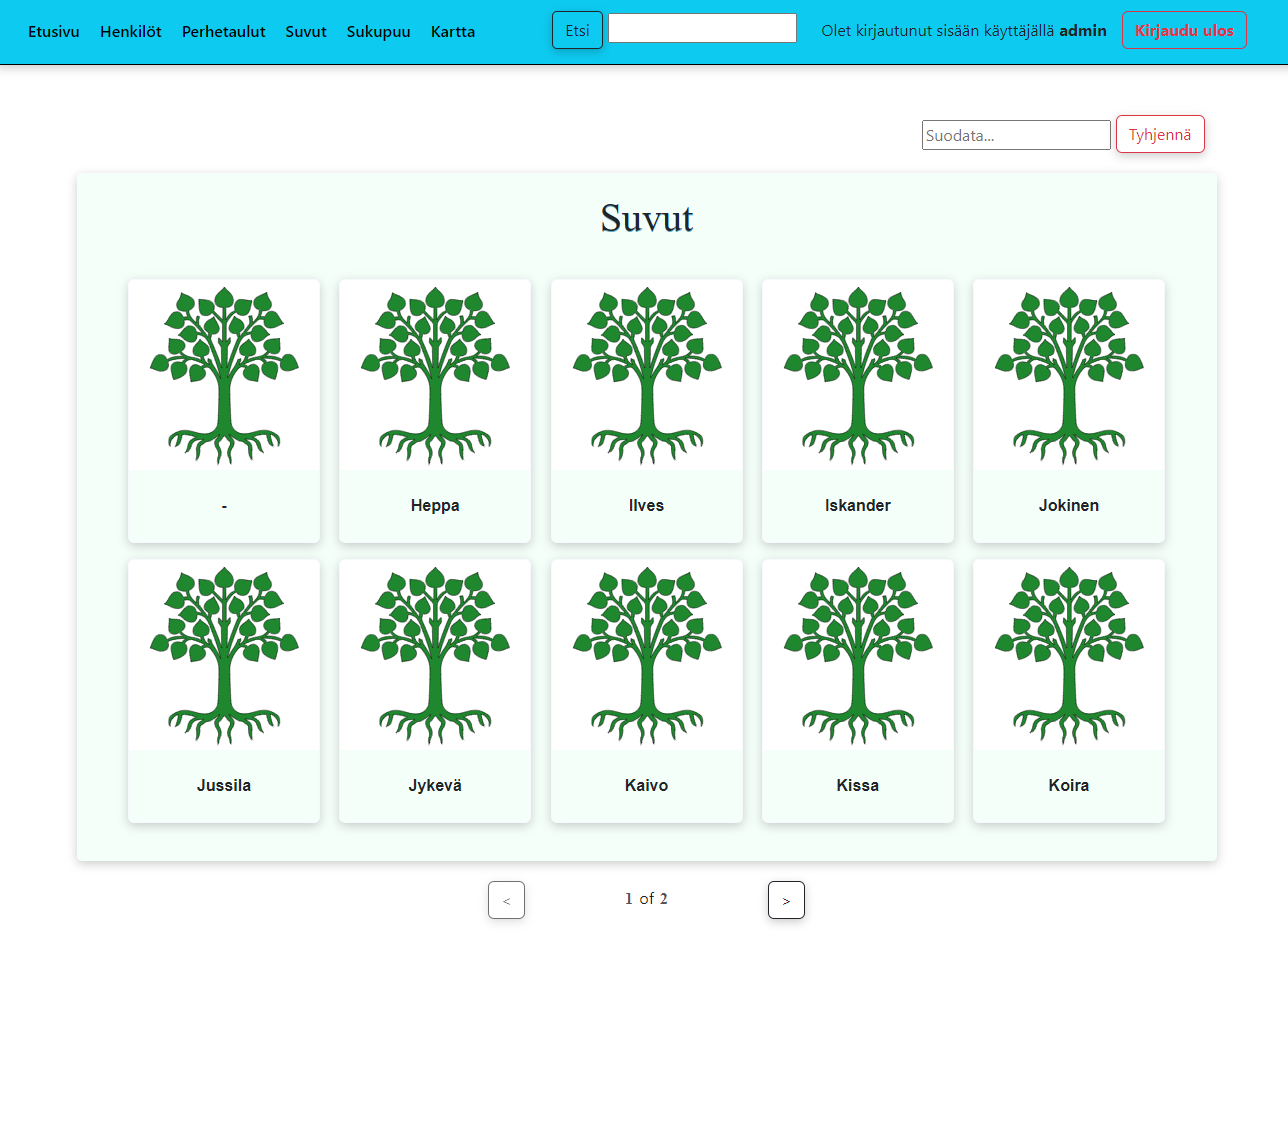 Etusivu Henkilöt Perhetaulut Suvut Sukupuu Kartta Etsi Olet kirjautunut sisään käyttäjällä admin Kirjaudu ulos
Suodata... Tyhjennä
Suvut
- Heppa Ilves Iskander Jokinen
Jussila Jykevä Kaivo Kissa Koira
< 1 of 2 >